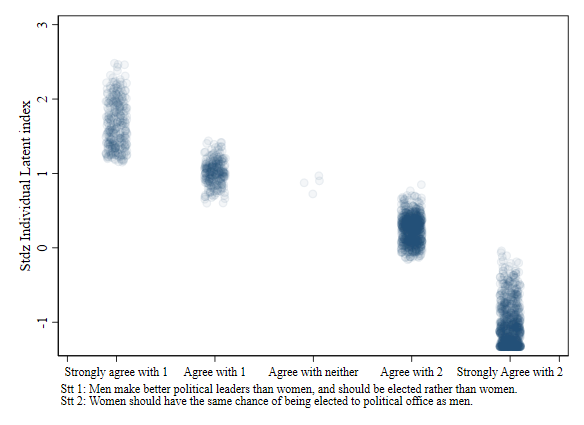 Stdz Individual Latent index
3
2
1
0
-1
Strongly agree with 1 Agree with 1 Agree with neither Agree with 2 Strongly Agree with 2
Stt 1: Men make better political leaders than women, and should be elected rather than women.
Stt 2: Women should have the same chance of being elected to political office as men.